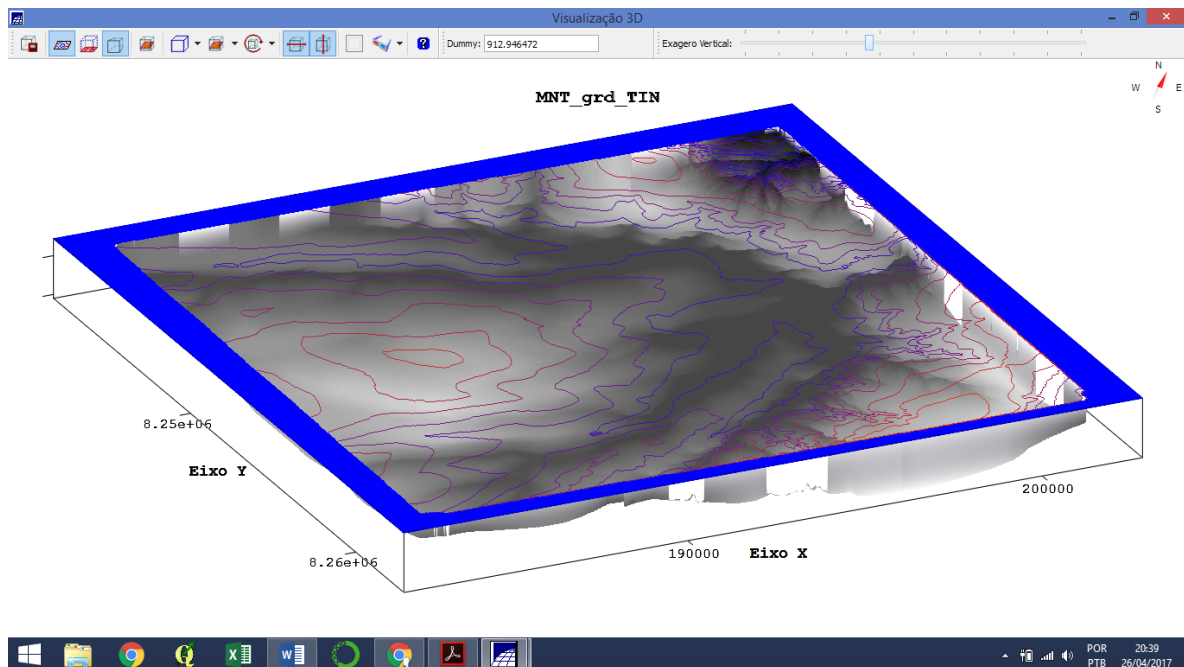 Visualização 3D
Dummy: 912.946472
Exagero Vertical:
N
W E
S
MNT_grd_TIN
8.25e+06
Eixo Y
8.26e+06
190000
Eixo X
200000
POR 20:39
PTB 26/04/2017